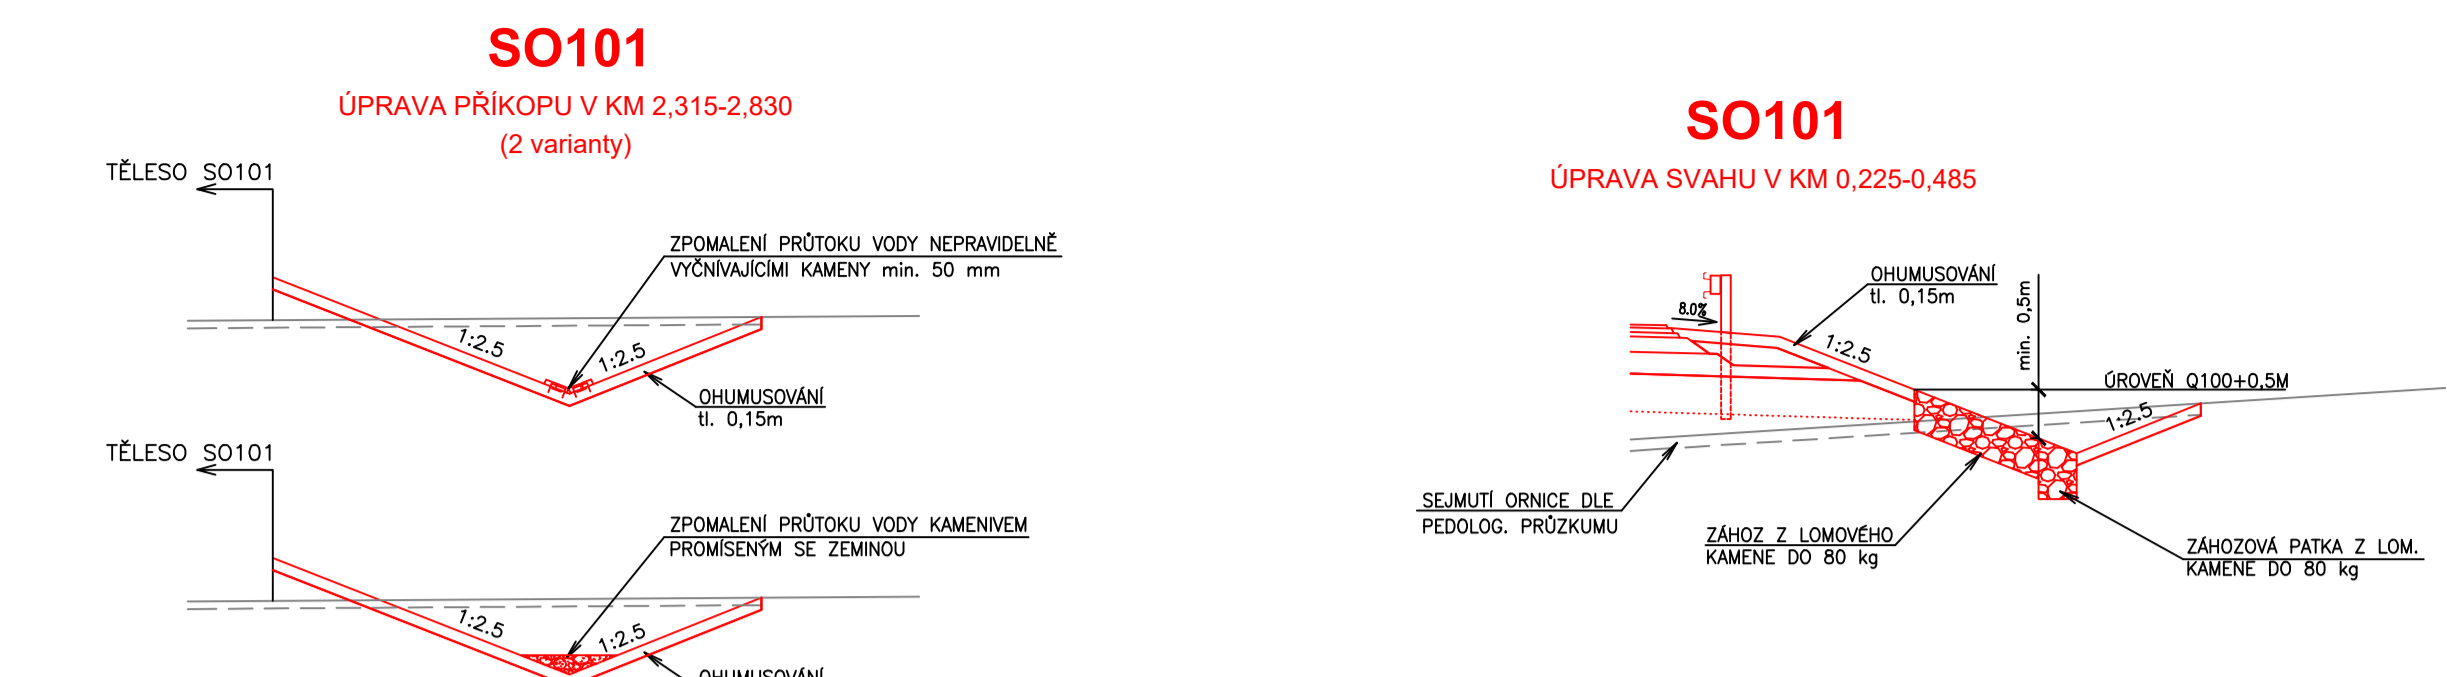 SO101
ÚPRAVA PŘÍKOPU V KM 2,315-2,830
(2 varianty)
TĚLESO SO101
ZPOMALENÍ PRŮTOKU VODY NEPRAVIDELNĚ
VYČNÍVAJÍCÍMI KAMENY min. 50 mm
1:2.5
1:2.5
OHUMUSOVÁNÍ
tl. 0,15m
TĚLESO SO101
ZPOMALENÍ PRŮTOKU VODY KAMENIVEM
PROMÍSENÝM SE ZEMINOU
1:2.5
1:2.5
OHUMUSOVÁNÍ
SO101
ÚPRAVA SVAHU V KM 0,225-0,485
OHUMUSOVÁNÍ
tl. 0,15m
8.0%
min. 0,5m
1:2.5
ÚROVEŇ Q100+0,5M
1:2.5
SEJMUTÍ ORNICE DLE
PEDOLOG. PRŮZKUMU
ZÁHOZ Z LOMOVÉHO
KAMENE DO 80 kg
ZÁHOZOVÁ PATKA Z LOM.
KAMENE DO 80 kg